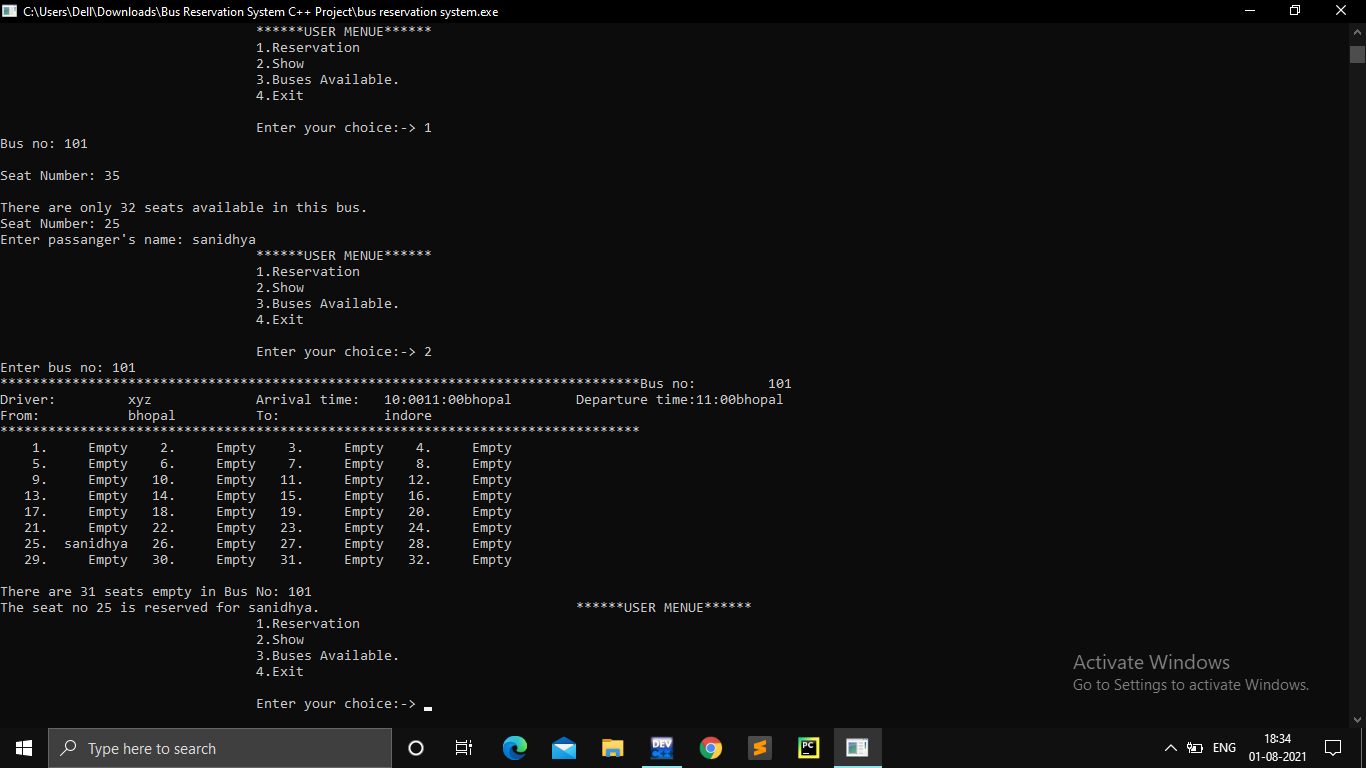 C:\Users\Dell\Downloads\Bus Reservation System C++ Project\bus reservation system.exe
******USER MENUE******
1.Reservation
2.Show
3.Buses Available.
4.Exit
Enter your choice:-> 1
Bus no: 101
Seat Number: 35
There are only 32 seats available in this bus.
Seat Number: 25
Enter passanger's name: sanidhya
******USER MENUE******
1.Reservation
2.Show
3.Buses Available.
4.Exit
Enter your choice:-> 2
Enter bus no: 101
********************************************************************************Bus no: 101
Driver: xyz Arrival time: 10:0011:00bhopal Departure time:11:00bhopal
From: bhopal To: indore
********************************************************************************
1. Empty 2. Empty 3. Empty 4. Empty
5. Empty 6. Empty 7. Empty 8. Empty
9. Empty 10. Empty 11. Empty 12. Empty
13. Empty 14. Empty 15. Empty 16. Empty
17. Empty 18. Empty 19. Empty 20. Empty
21. Empty 22. Empty 23. Empty 24. Empty
25. sanidhya 26. Empty 27. Empty 28. Empty
29. Empty 30. Empty 31. Empty 32. Empty
There are 31 seats empty in Bus No: 101
The seat no 25 is reserved for sanidhya. ******USER MENUE******
1.Reservation
2.Show
3.Buses Available.
4.Exit
Enter your choice:->
Activate Windows
Go to Settings to activate Windows.
Type here to search
DEV
PC
ENG
18:34
01-08-2021